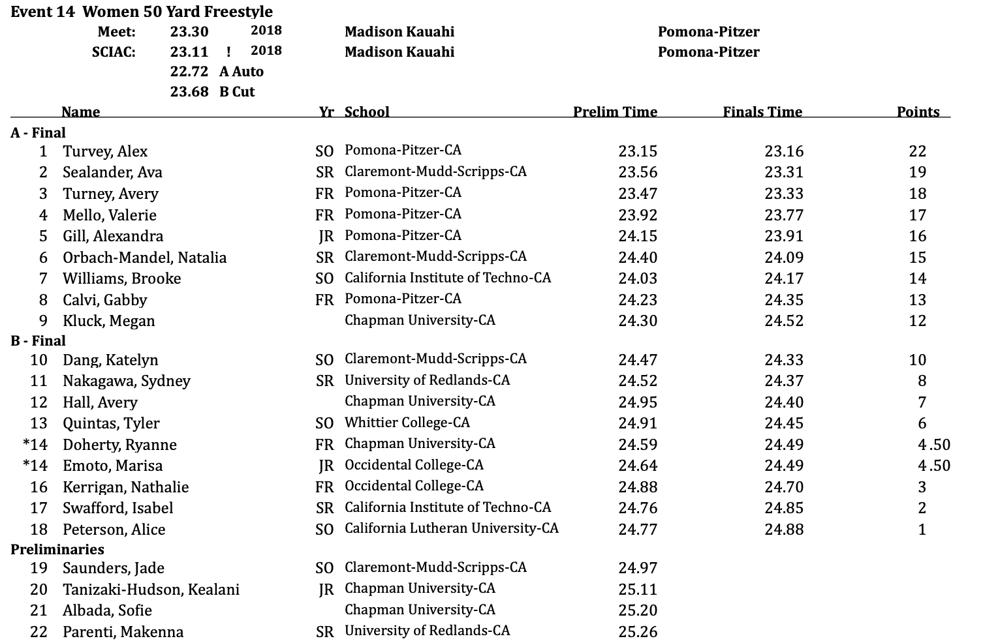 Event 14 Women 50 Yard Freestyle
Meet: 23.30 2018 Madison Kauahi Pomona-Pitzer
SCIAC: 23.11 ! 2018 Madison Kauahi Pomona-Pitzer
22.72 A Auto
23.68 B Cut
Name Yr School Prelim Time Finals Time Points
A - Final
1 Turvey, Alex SO Pomona-Pitzer-CA 23.15 23.16 22
2 Sealander, Ava SR Claremont-Mudd-Scripps-CA 23.56 23.31 19
3 Turney, Avery FR Pomona-Pitzer-CA 23.47 23.33 18
4 Mello, Valerie FR Pomona-Pitzer-CA 23.92 23.77 17
5 Gill, Alexandra JR Pomona-Pitzer-CA 24.15 23.91 16
6 Orbach-Mandel, Natalia SR Claremont-Mudd-Scripps-CA 24.40 24.09 15
7 Williams, Brooke SO California Institute of Techno-CA 24.03 24.17 14
8 Calvi, Gabby FR Pomona-Pitzer-CA 24.23 24.35 13
9 Kluck, Megan Chapman University-CA 24.30 24.52 12
B - Final
10 Dang, Katelyn SO Claremont-Mudd-Scripps-CA 24.47 24.33 10
11 Nakagawa, Sydney SR University of Redlands-CA 24.52 24.37 8
12 Hall, Avery Chapman University-CA 24.95 24.40 7
13 Quintas, Tyler SO Whittier College-CA 24.91 24.45 6
*14 Doherty, Ryanne FR Chapman University-CA 24.59 24.49 4.50
*14 Emoto, Marisa JR Occidental College-CA 24.64 24.49 4.50
16 Kerrigan, Nathalie FR Occidental College-CA 24.88 24.70 3
17 Swafford, Isabel SR California Institute of Techno-CA 24.76 24.85 2
18 Peterson, Alice SO California Lutheran University-CA 24.77 24.88 1
Preliminaries
19 Saunders, Jade SO Claremont-Mudd-Scripps-CA 24.97
20 Tanizaki-Hudson, Kealani JR Chapman University-CA 25.11
21 Albada, Sofie Chapman University-CA 25.20
22 Parenti, Makenna SR University of Redlands-CA 25.26